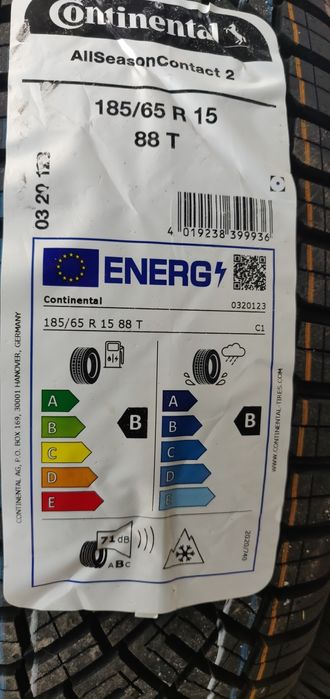 Continental
AllSeasonContact 2
185/65 R 15
88 T
03 20 123
4 019238 399936
ENERG
Continental
0320123
185/65 R 15 88 T
C1
A
B
C
D
E
B
A
B
C
D
E
B
71 dB
ABC
2020/740
CONTINENTAL AG, P.O. BOX 169, 30001 HANOVER, GERMANY
WWW.CONTINENTAL-TIRES.COM